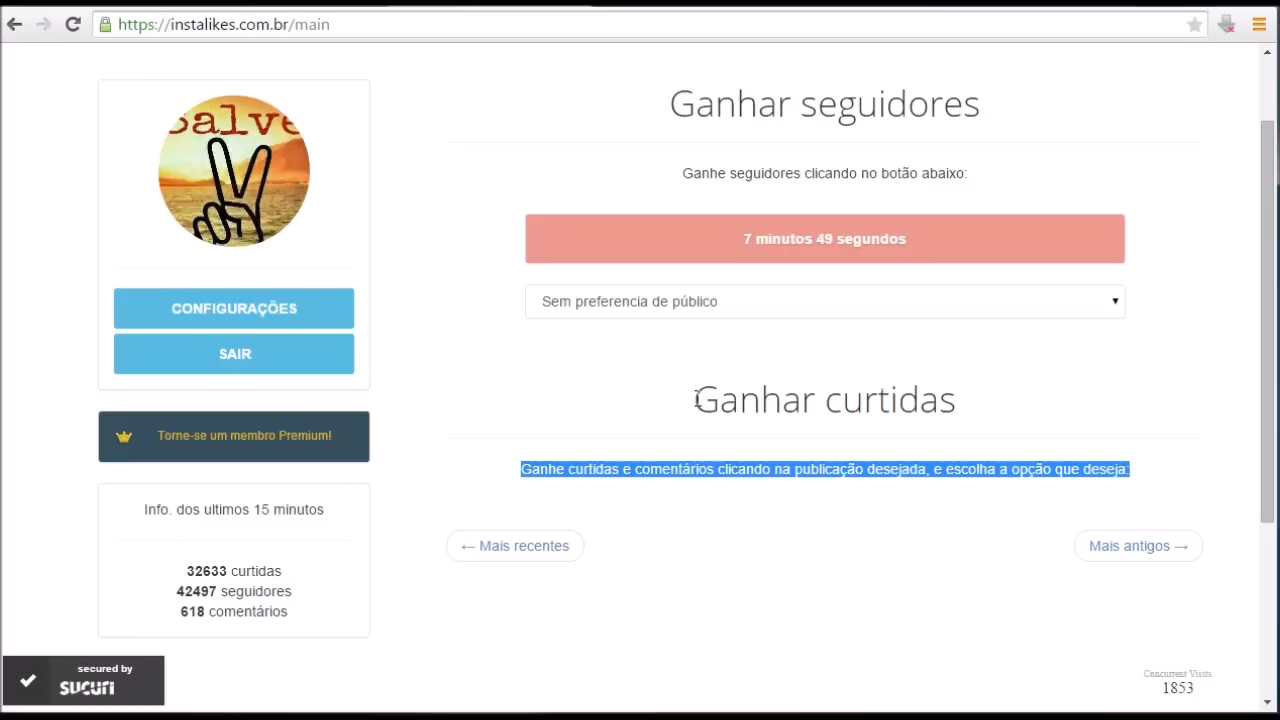 https://instalikes.com.br/main
Salve
CONFIGURAÇÕES
SAIR
Torne-se um membro Premium!
Info. dos ultimos 15 minutos
32633 curtidas
42497 seguidores
618 comentários
secured by
sucuri
Ganhar seguidores
Ganhe seguidores clicando no botão abaixo:
7 minutos 49 segundos
Sem preferencia de público
Ganhar curtidas
Ganhe curtidas e comentários clicando na publicação desejada, e escolha a opção que deseja:
← Mais recentes
Mais antigos →
Concurrent Visits
1853